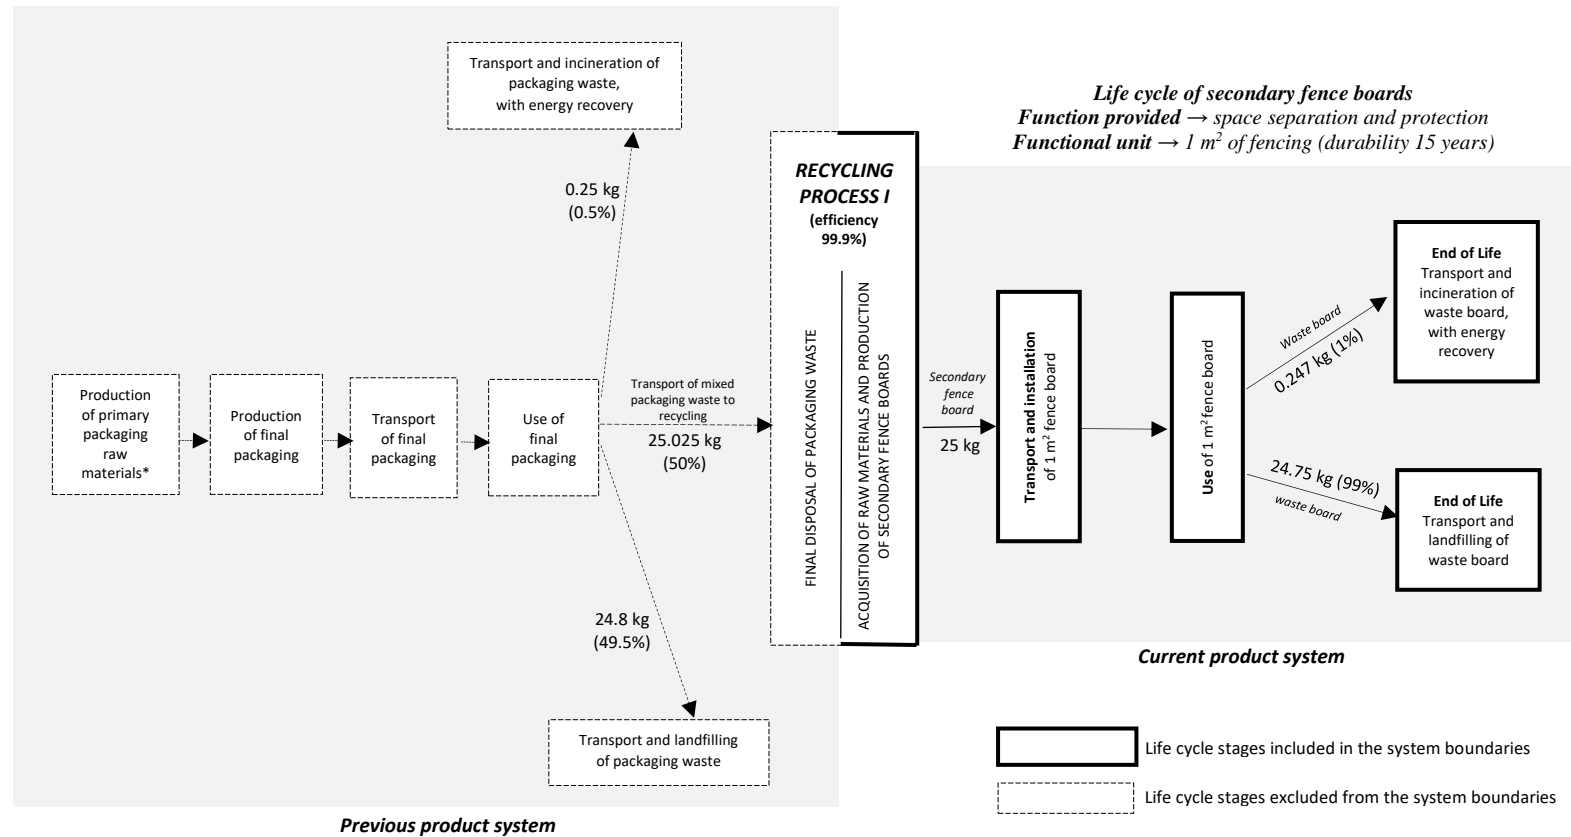 Transport and incineration of
packaging waste,
with energy recovery
Life cycle of secondary fence boards
Function provided → space separation and protection
Functional unit → 1 m² of fencing (durability 15 years)
0.25 kg
(0.5%)
RECYCLING
PROCESS I
(efficiency
99.9%)
FINAL DISPOSAL OF PACKAGING WASTE
ACQUISITION OF RAW MATERIALS AND PRODUCTION
OF SECONDARY FENCE BOARDS
Production
of primary
packaging
raw
materials*
Production
of final
packaging
Transport
of final
packaging
Use of
final
packaging
Transport of mixed
packaging waste to
recycling
25.025 kg
(50%)
24.8 kg
(49.5%)
Transport and landfilling
of packaging waste
Secondary
fence
board
25 kg
Transport and installation
of 1 m² fence board
Use of 1 m² fence board
Waste board
0.247 kg (1%)
End of Life
Transport and
incineration of
waste board,
with energy
recovery
24.75 kg (99%)
waste board
End of Life
Transport and
landfilling of
waste board
Current product system
Life cycle stages included in the system boundaries
Life cycle stages excluded from the system boundaries
Previous product system